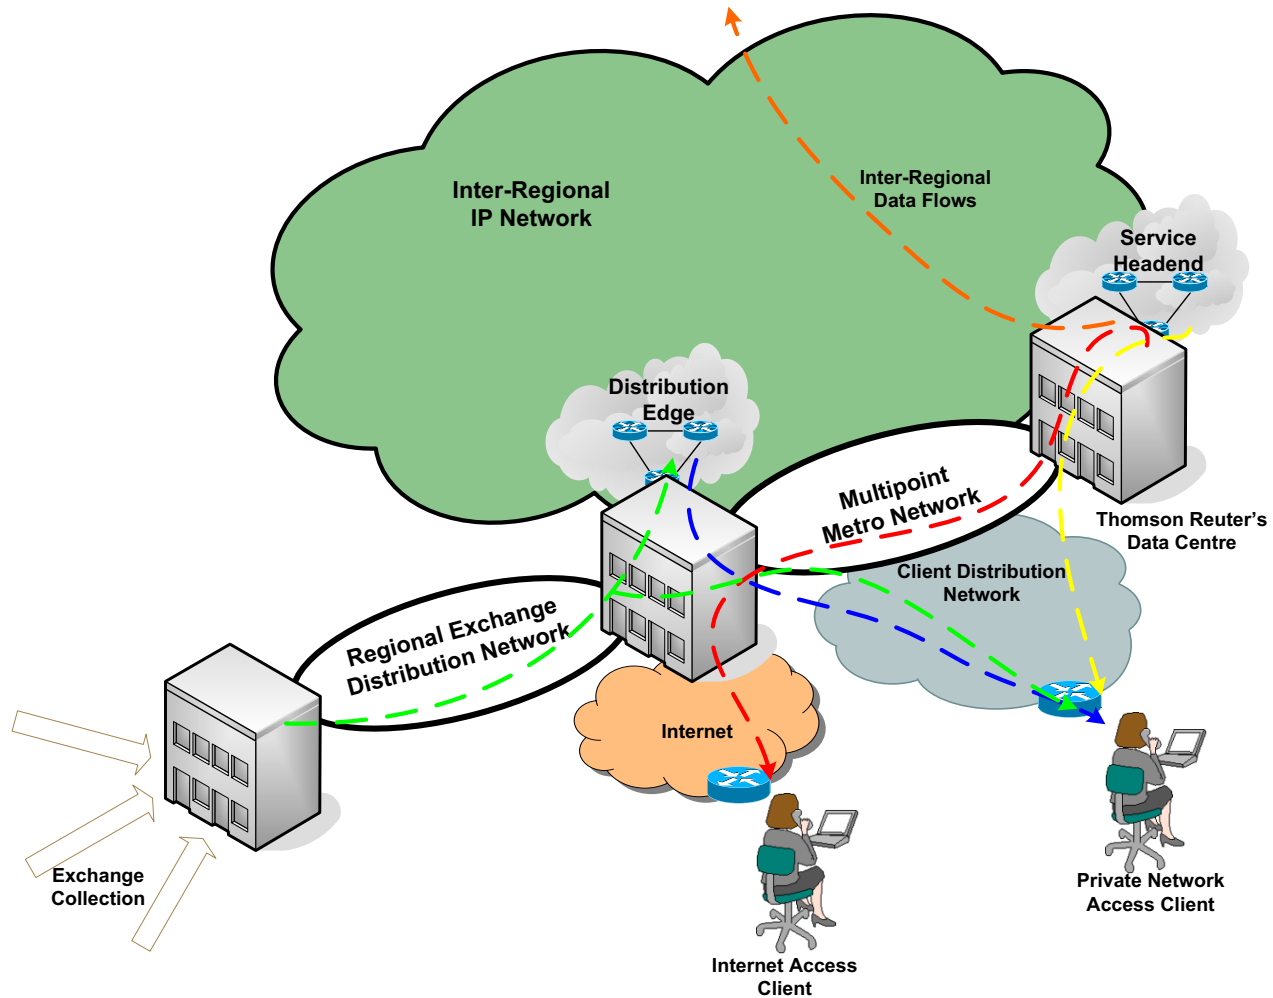 Inter-Regional
IP Network
Inter-Regional
Data Flows
Service
Headend
Distribution
Edge
Multipoint
Metro Network
Thomson Reuter's
Data Centre
Client Distribution
Network
Regional Exchange
Distribution Network
Internet
Exchange
Collection
Private Network
Access Client
Internet Access
Client